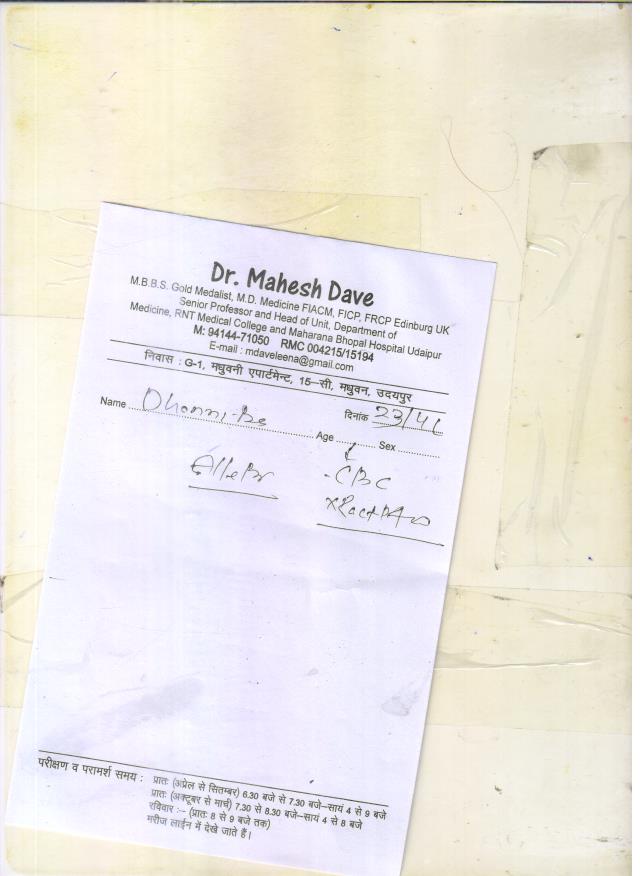 Dr. Mahesh Dave
M.B.B.S. Gold Medalist, M.D. Medicine FIACM, FICP, FRCP Edinburg UK
Senior Professor and Head of Unit, Department of
Medicine, RNT Medical College and Maharana Bhopal Hospital Udaipur
M: 94144-71050 RMC 004215/15194
E-mail : mdaveleena@gmail.com
निवास : G-1, मधुवनी एपार्टमेन्ट, 15-सी, मधुवन, उदयपुर
Name
दिनांक 23/
Age Sex
-CBC
परीक्षण व परामर्श समय : प्रातः (अप्रेल से सितम्बर) 6.30 बजे से 7.30 बजे-सायं 4 से 9 बजे
प्रातः (अक्टूबर से मार्च) 7.30 से 8.30 बजे-सायं 4 से 8 बजे
रविवार :- (प्रातः 8 से 9 बजे तक)
मरीज लाईन में देखे जाते हैं।